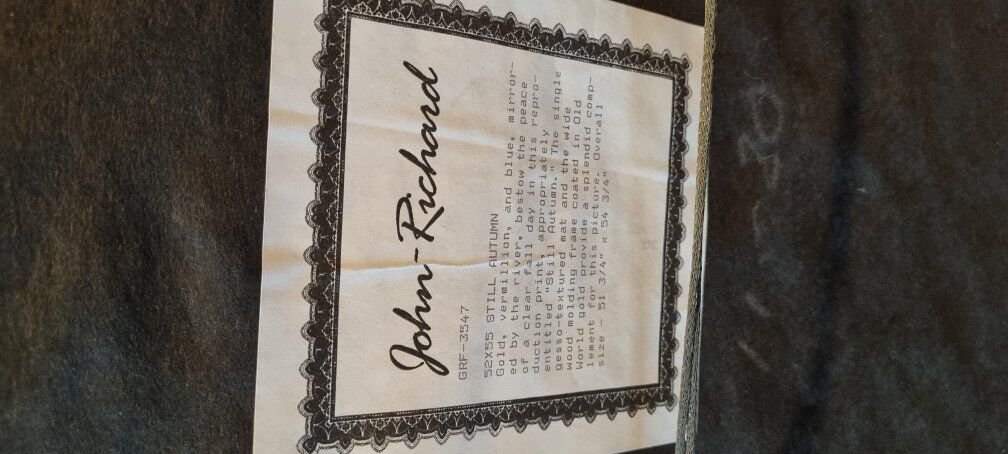 John-Richard
GRF-3547
52X55 STILL AUTUMN
Gold, vermillion, and blue, mirror-
ed by the river, bestow the peace
of a clear fall day in this repro-
duction print, appropriately
entitled "Still Autumn." The single
gesso-textured mat and the wide
wood molding frame coated in Old
World gold provide a splendid comp-
lement for this picture. Overall
size - 51 3/4" x 54 3/4"